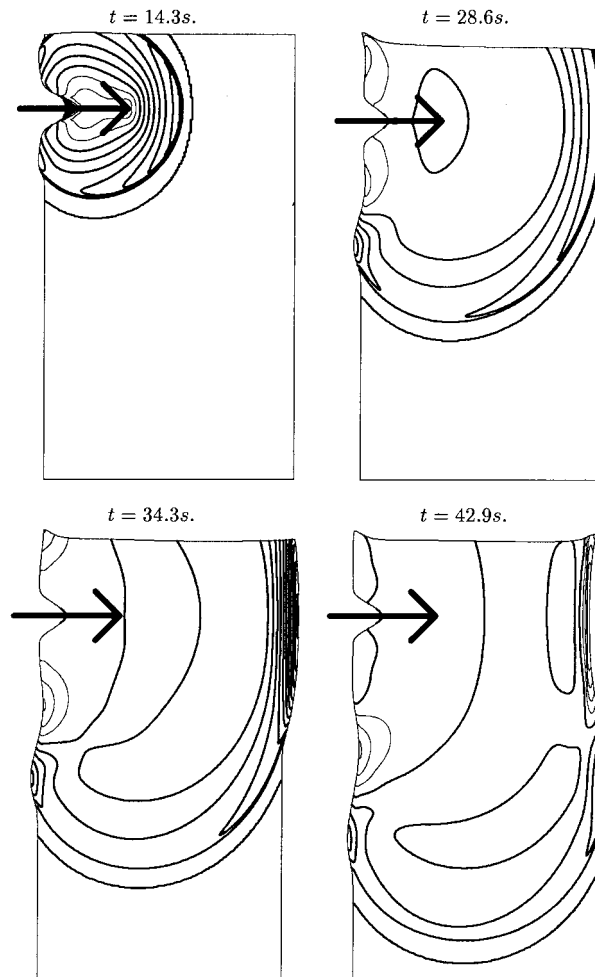 t = 14.3s.
t = 28.6s.
t = 34.3s.
t = 42.9s.